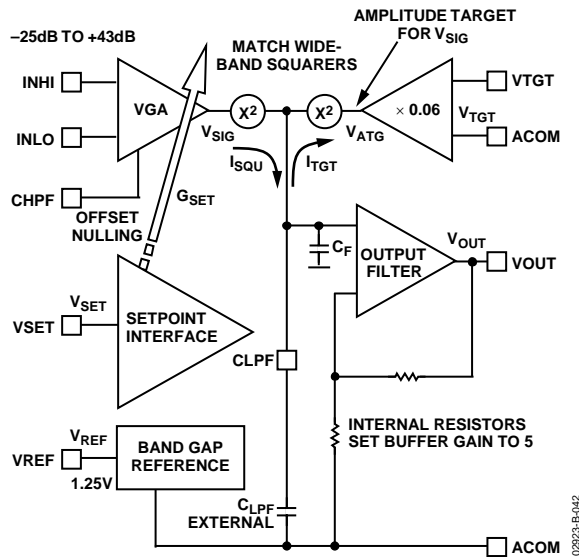 –25dB TO +43dB
AMPLITUDE TARGET
FOR VSIG
MATCH WIDE-
BAND SQUARERS
INHI
VGA
X²
X²
× 0.06
VTGT
VTGT
INLO
VSIG
VATG
ACOM
ISQU
ITGT
CHPF
GSET
OFFSET
NULLING
CF
OUTPUT
FILTER
VOUT
VOUT
VSET
VSET
SETPOINT
INTERFACE
CLPF
INTERNAL RESISTORS
SET BUFFER GAIN TO 5
VREF
VREF
1.25V
BAND GAP
REFERENCE
CLPF
EXTERNAL
ACOM
02923-B-042